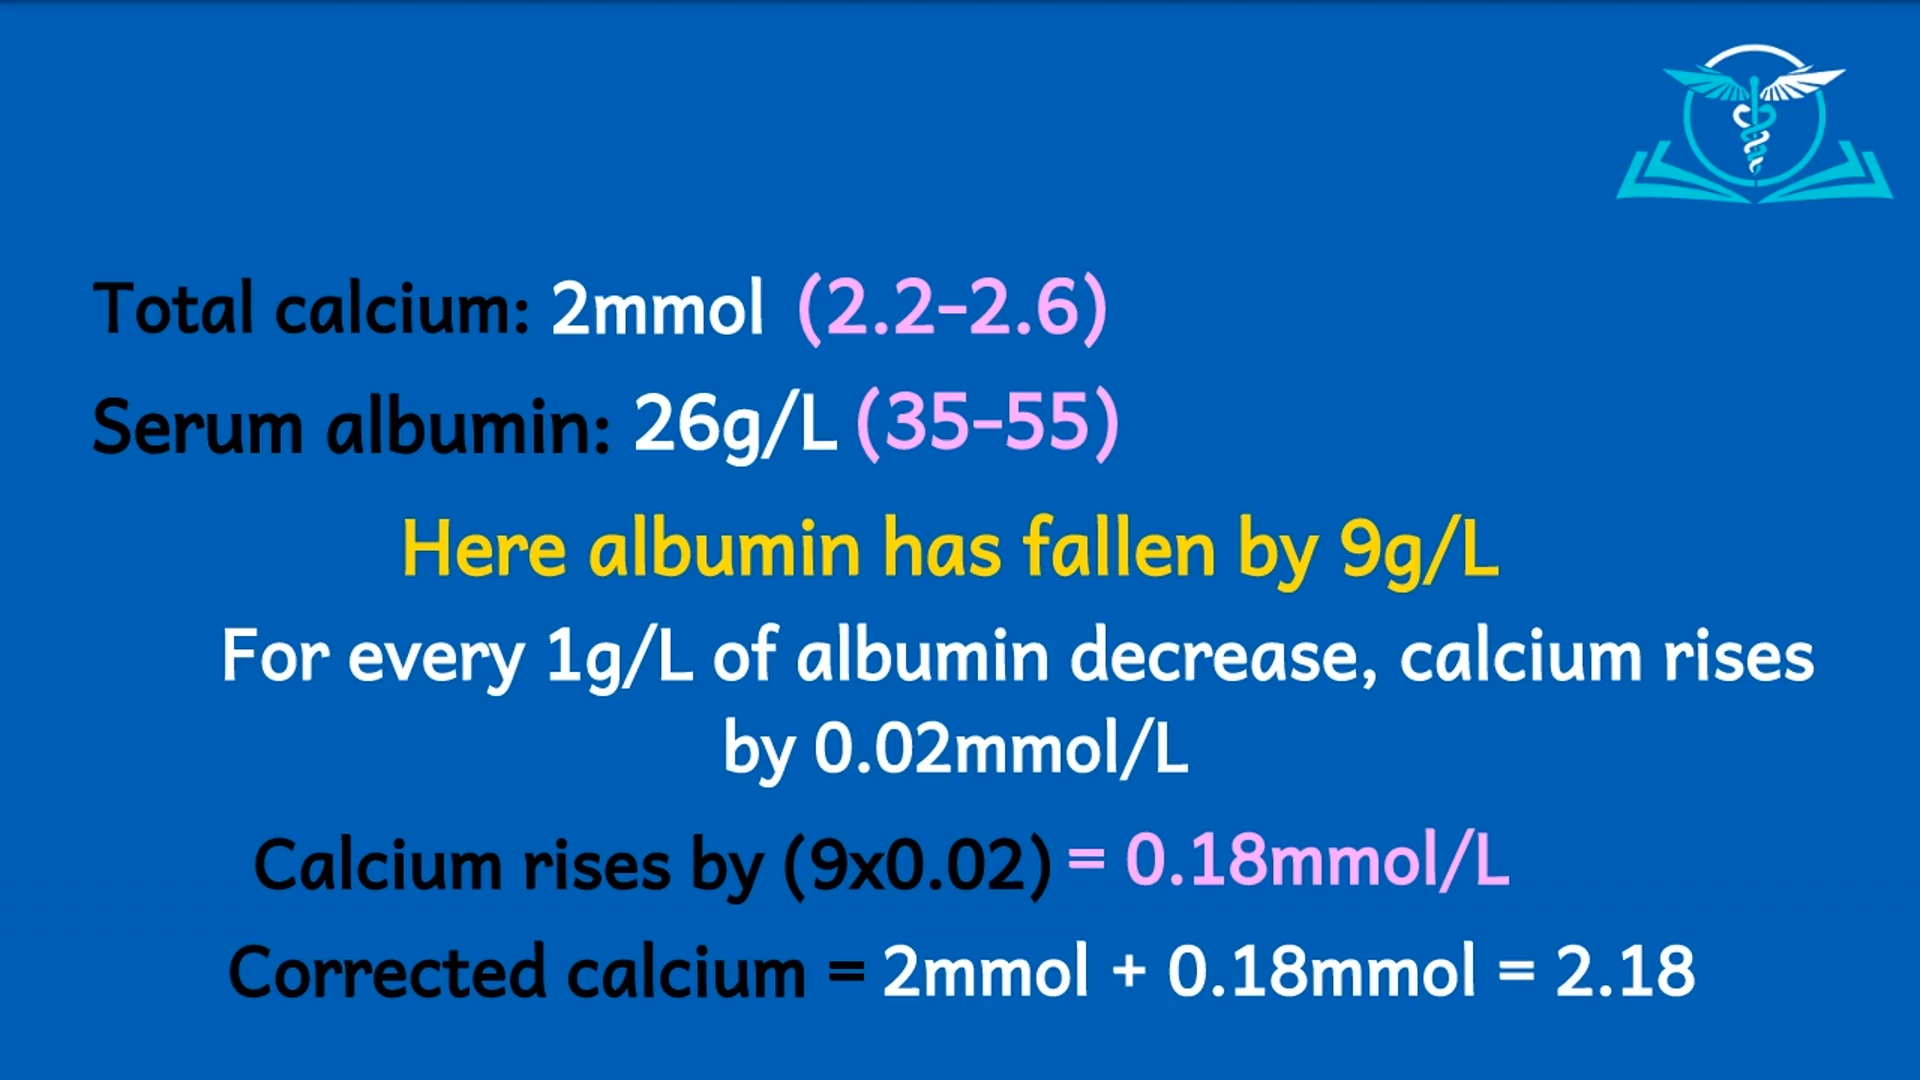 Total calcium: 2mmol (2.2-2.6)
Serum albumin: 26g/L (35-55)
Here albumin has fallen by 9g/L
For every 1g/L of albumin decrease, calcium rises
by 0.02mmol/L
Calcium rises by (9x0.02) = 0.18mmol/L
Corrected calcium = 2mmol + 0.18mmol = 2.18